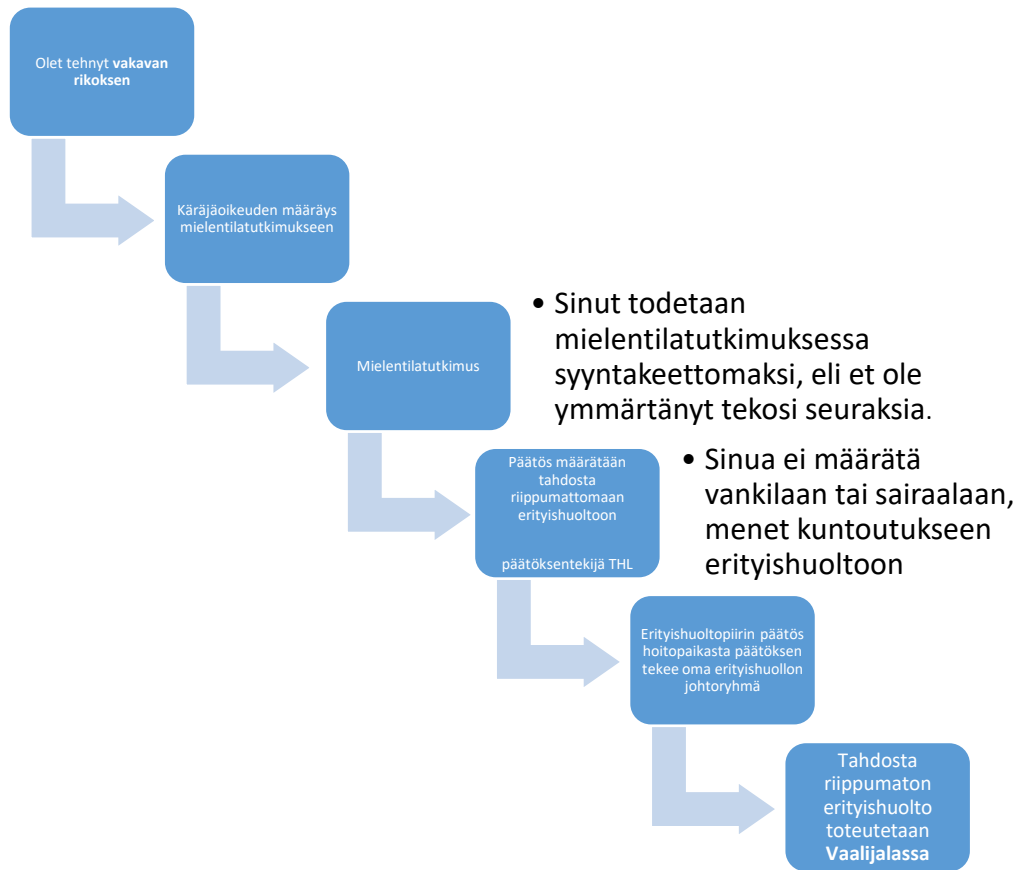 Olet tehnyt vakavan
rikoksen
Käräjäoikeuden määräys
mielentilatutkimukseen
Mielentilatutkimus
• Sinut todetaan
mielentilatutkimuksessa
syyntakeettomaksi, eli et ole
ymmärtänyt tekosi seuraksia.
Päätös määrätään
tahdosta
riippumattomaan
erityishuoltoon
päätöksentekijä THL
• Sinua ei määrätä
vankilaan tai sairaalaan,
menet kuntoutukseen
erityishuoltoon
Erityishuoltopiirin päätös
hoitopaikasta päätöksen
tekee oma erityishuollon
johtoryhmä
Tahdosta
riippumaton
erityishuolto
toteutetaan
Vaalijalassa